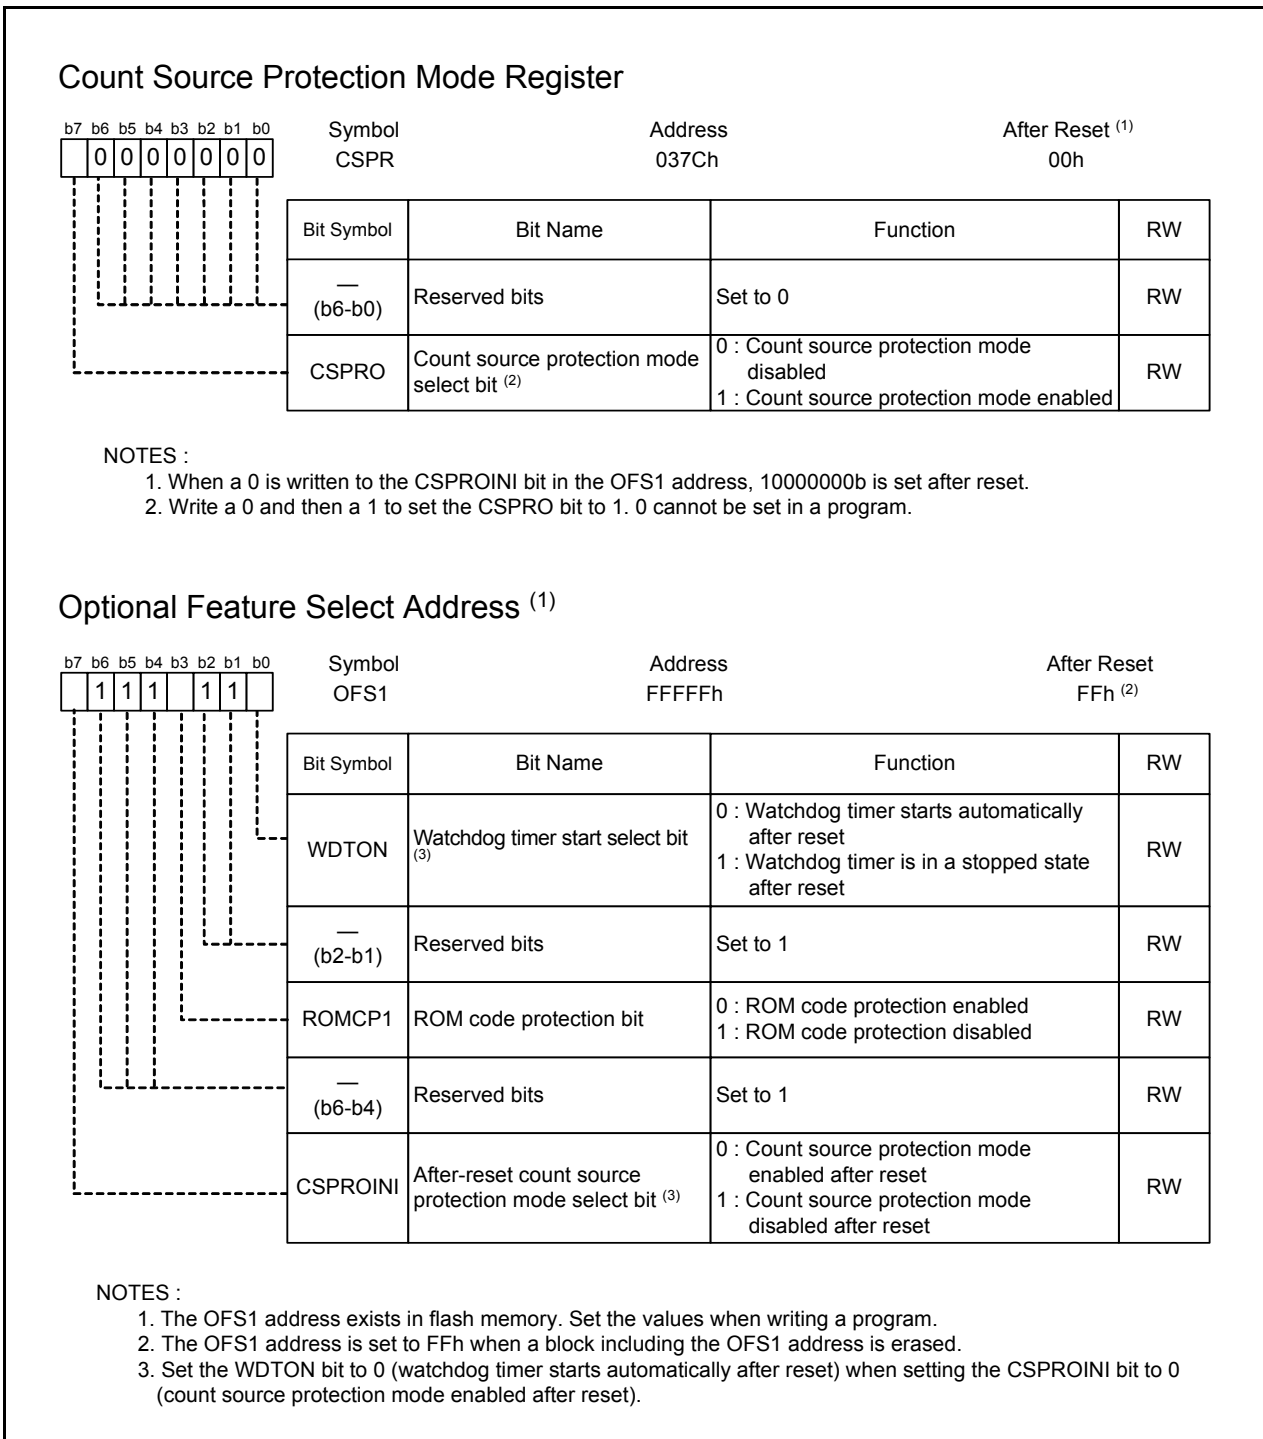 Count Source Protection Mode Register
b7 b6 b5 b4 b3 b2 b1 b0 Symbol Address After Reset (1)
0 0 0 0 0 0 0 CSPR 037Ch 00h
Bit Symbol Bit Name Function RW
— (b6-b0) Reserved bits Set to 0 RW
CSPRO Count source protection mode select bit (2) 0 : Count source protection mode disabled 1 : Count source protection mode enabled RW
NOTES :
1. When a 0 is written to the CSPROINI bit in the OFS1 address, 10000000b is set after reset.
2. Write a 0 and then a 1 to set the CSPRO bit to 1. 0 cannot be set in a program.
Optional Feature Select Address (1)
b7 b6 b5 b4 b3 b2 b1 b0 Symbol Address After Reset
1 1 1 1 1 OFS1 FFFFFh FFh (2)
Bit Symbol Bit Name Function RW
WDTON Watchdog timer start select bit (3) 0 : Watchdog timer starts automatically after reset 1 : Watchdog timer is in a stopped state after reset RW
— (b2-b1) Reserved bits Set to 1 RW
ROMCP1 ROM code protection bit 0 : ROM code protection enabled 1 : ROM code protection disabled RW
— (b6-b4) Reserved bits Set to 1 RW
CSPROINI After-reset count source protection mode select bit (3) 0 : Count source protection mode enabled after reset 1 : Count source protection mode disabled after reset RW
NOTES :
1. The OFS1 address exists in flash memory. Set the values when writing a program.
2. The OFS1 address is set to FFh when a block including the OFS1 address is erased.
3. Set the WDTON bit to 0 (watchdog timer starts automatically after reset) when setting the CSPROINI bit to 0
(count source protection mode enabled after reset).